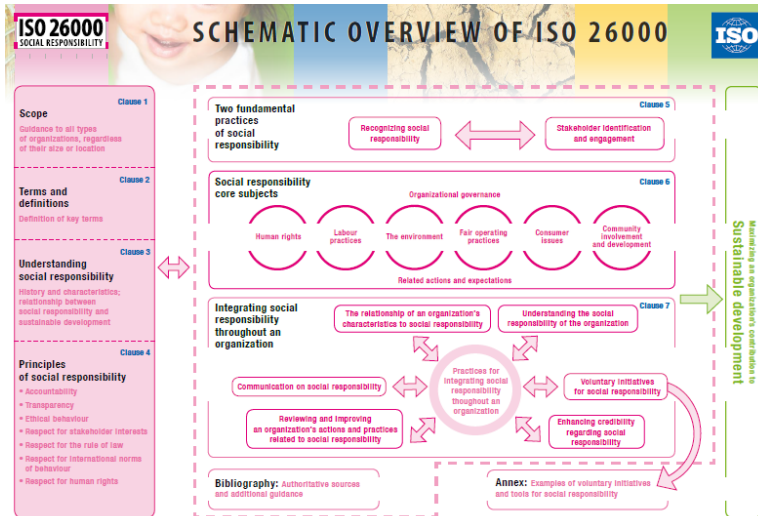 ISO 26000
SOCIAL RESPONSIBILITY
SCHEMATIC OVERVIEW OF ISO 26000
ISO
Clause 1
Scope
Guidance to all types
of organizations, regardless
of their size or location
Clause 2
Terms and
definitions
Definition of key terms
Clause 3
Understanding
social responsibility
History and characteristics;
relationship between
social responsibility and
sustainable development
Clause 4
Principles
of social responsibility
• Accountability
• Transparency
• Ethical behaviour
• Respect for stakeholder interests
• Respect for the rule of law
• Respect for international norms
of behaviour
• Respect for human rights
Two fundamental
practices
of social
responsibility
Clause 5
Recognizing social
responsibility
Stakeholder identification
and engagement
Social responsibility
core subjects
Clause 6
Organizational governance
Human rights
Labour
practices
The environment
Fair operating
practices
Consumer
issues
Community
involvement
and development
Related actions and expectations
Integrating social
responsibility
throughout an
organization
Clause 7
The relationship of an organization's
characteristics to social responsibility
Understanding the social
responsibility of the organization
Practices for
integrating social
responsibility
thoughout an
organization
Communication on social responsibility
Voluntary initiatives
for social responsibility
Reviewing and improving
an organization's actions and practices
related to social responsibility
Enhancing credibility
regarding social
responsibility
Bibliography: Authoritative sources
and additional guidance
Annex: Examples of voluntary initiatives
and tools for social responsibility
Maximizing an organization's contribution to
Sustainable development